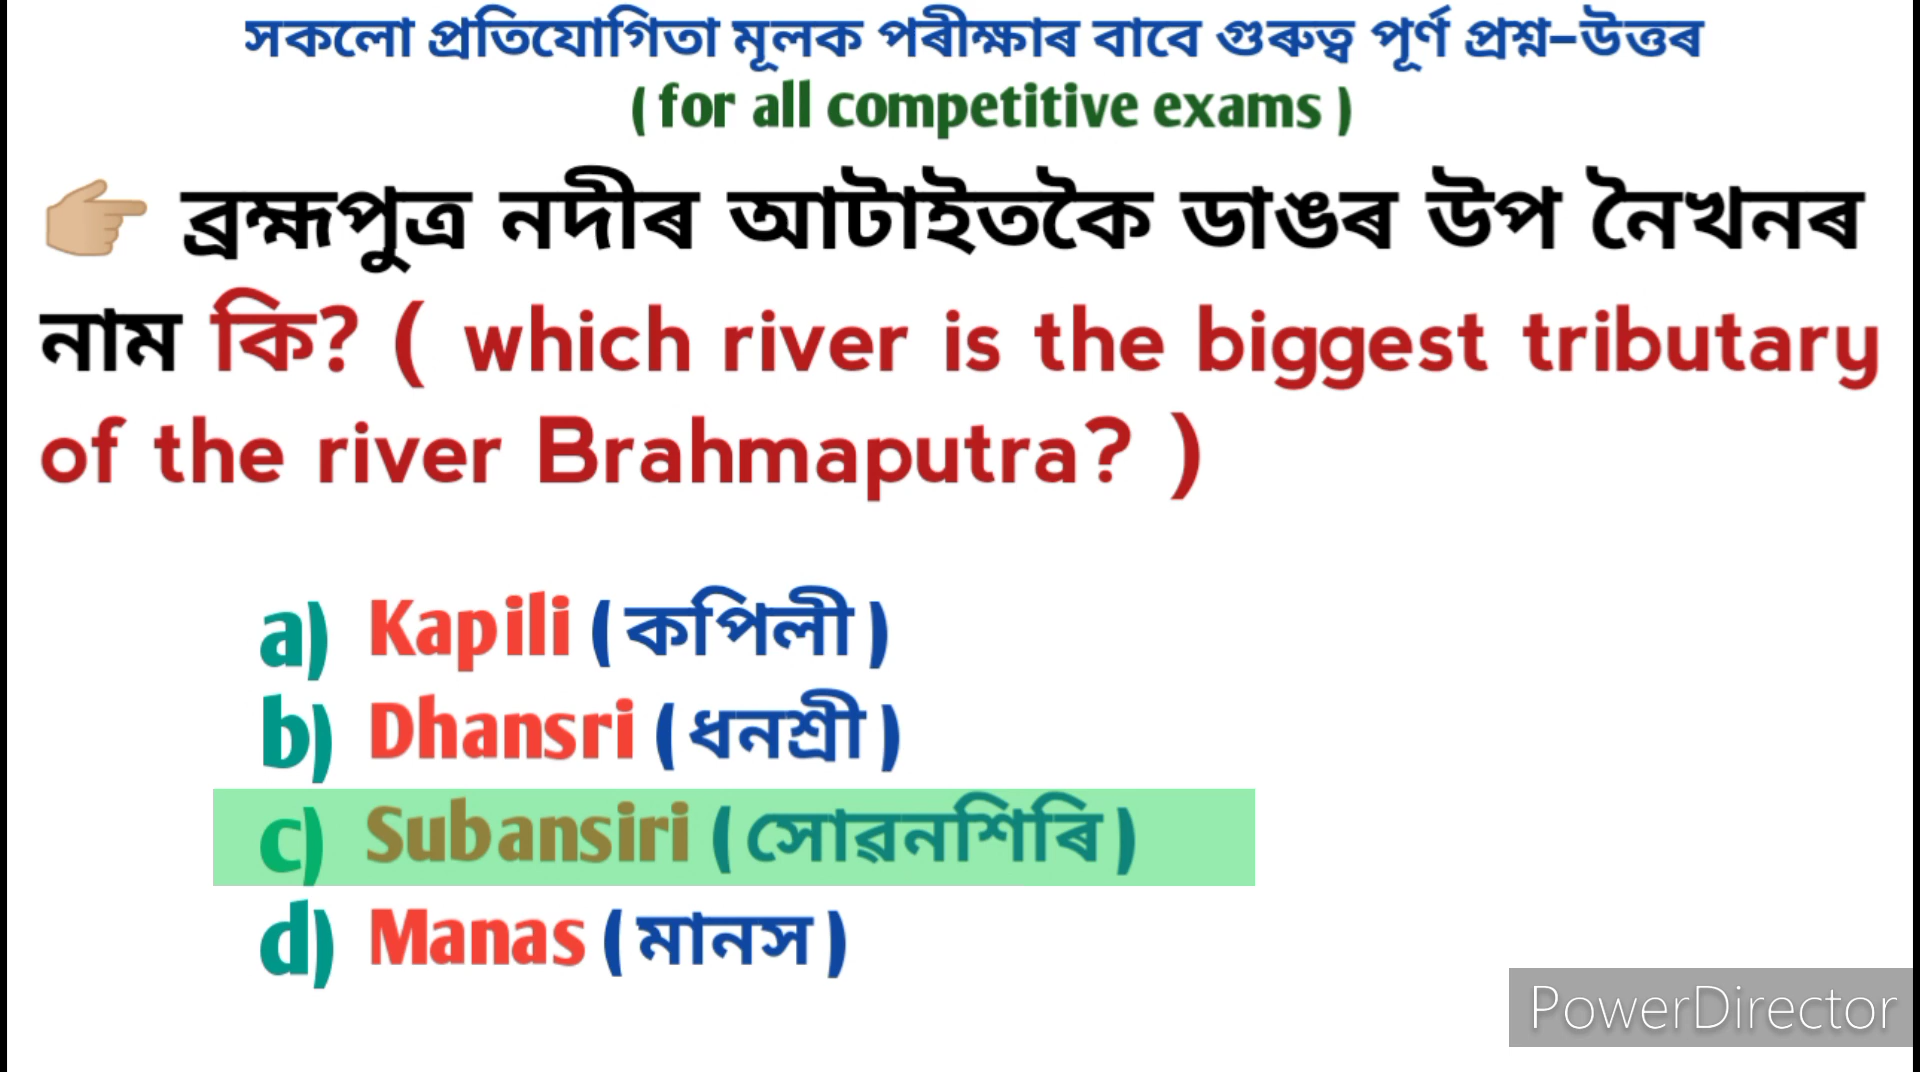 সকলো প্ৰতিযোগিতা মূলক পৰীক্ষাৰ বাবে গুৰুত্ব পূৰ্ণ প্ৰশ্ন–উত্তৰ
( for all competitive exams )
👉🏼 ব্ৰহ্মপুত্ৰ নদীৰ আটাইতকৈ ডাঙৰ উপ নৈখনৰ
নাম কি? ( which river is the biggest tributary
of the river Brahmaputra? )
a) Kapili ( কপিলী )
b) Dhansri ( ধনশ্ৰী )
c) Subansiri ( সোৱনশিৰি )
d) Manas ( মানস )
PowerDirector